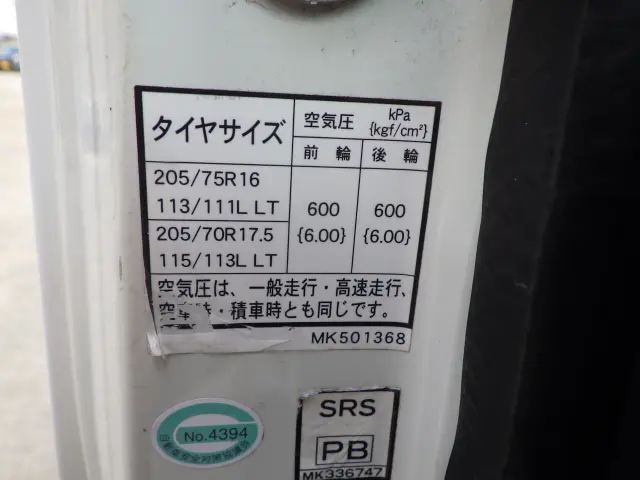 タイヤサイズ
空気圧 kPa {kgf/cm²}
前輪 後輪
205/75R16
113/111L LT
205/70R17.5
115/113L LT
600 600
{6.00} {6.00}
空気圧は、一般走行・高速走行、
空車時・積車時とも同じです。
MK501368
No.4394
SRS
PB
MK336747